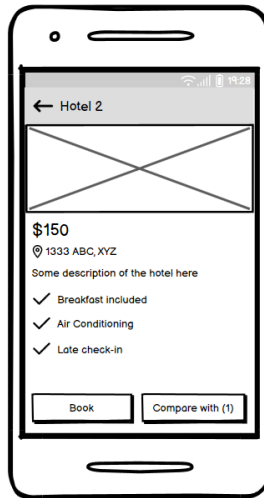 19:28
Hotel 2
$150
1333 ABC, XYZ
Some description of the hotel here
Breakfast included
Air Conditioning
Late check-in
Book
Compare with (1)